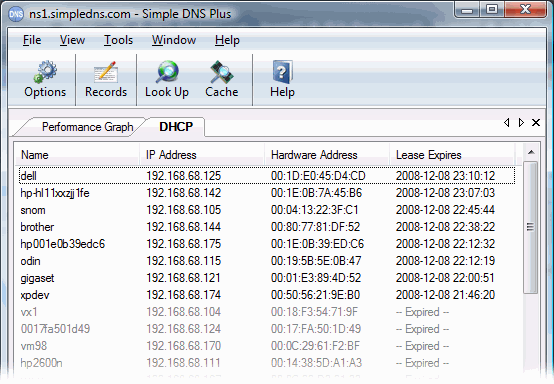 DNS ns1.simpledns.com - Simple DNS Plus
File View Tools Window Help
Options Records Look Up Cache Help
Performance Graph DHCP
Name IP Address Hardware Address Lease Expires
dell 192.168.68.125 00:1D:E0:45:D4:CD 2008-12-08 23:10:12
hp-hl11xxzjj1fe 192.168.68.142 00:1E:0B:7A:45:B6 2008-12-08 23:07:03
snom 192.168.68.105 00:04:13:22:3F:C1 2008-12-08 22:45:44
brother 192.168.68.144 00:80:77:81:DF:52 2008-12-08 22:38:22
hp001e0b39edc6 192.168.68.175 00:1E:0B:39:ED:C6 2008-12-08 22:12:32
odin 192.168.68.115 00:19:5B:5E:0B:47 2008-12-08 22:12:19
gigaset 192.168.68.121 00:01:E3:89:4D:52 2008-12-08 22:00:51
xpdev 192.168.68.174 00:50:56:21:9E:B0 2008-12-08 21:46:20
vx1 192.168.68.104 00:18:F3:54:71:9F -- Expired --
0017fa501d49 192.168.68.124 00:17:FA:50:1D:49 -- Expired --
vm98 192.168.68.170 00:0C:29:61:F2:BF -- Expired --
hp2600n 192.168.68.111 00:14:38:5D:A1:A3 -- Expired --